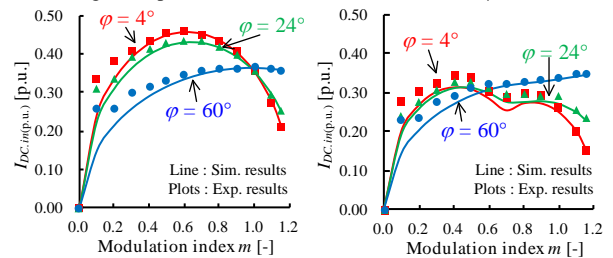 0.50
0.40
0.30
0.20
0.10
0.00
I_DC.in(p.u.) [p.u.]
φ = 4°
φ = 24°
φ = 60°
Line : Sim. results
Plots : Exp. results
0.0 0.2 0.4 0.6 0.8 1.0 1.2
Modulation index m [-]
0.50
0.40
0.30
0.20
0.10
0.00
I_DC.in(p.u.) [p.u.]
φ = 4°
φ = 24°
φ = 60°
Line : Sim. results
Plots : Exp. results
0.0 0.2 0.4 0.6 0.8 1.0 1.2
Modulation index m [-]